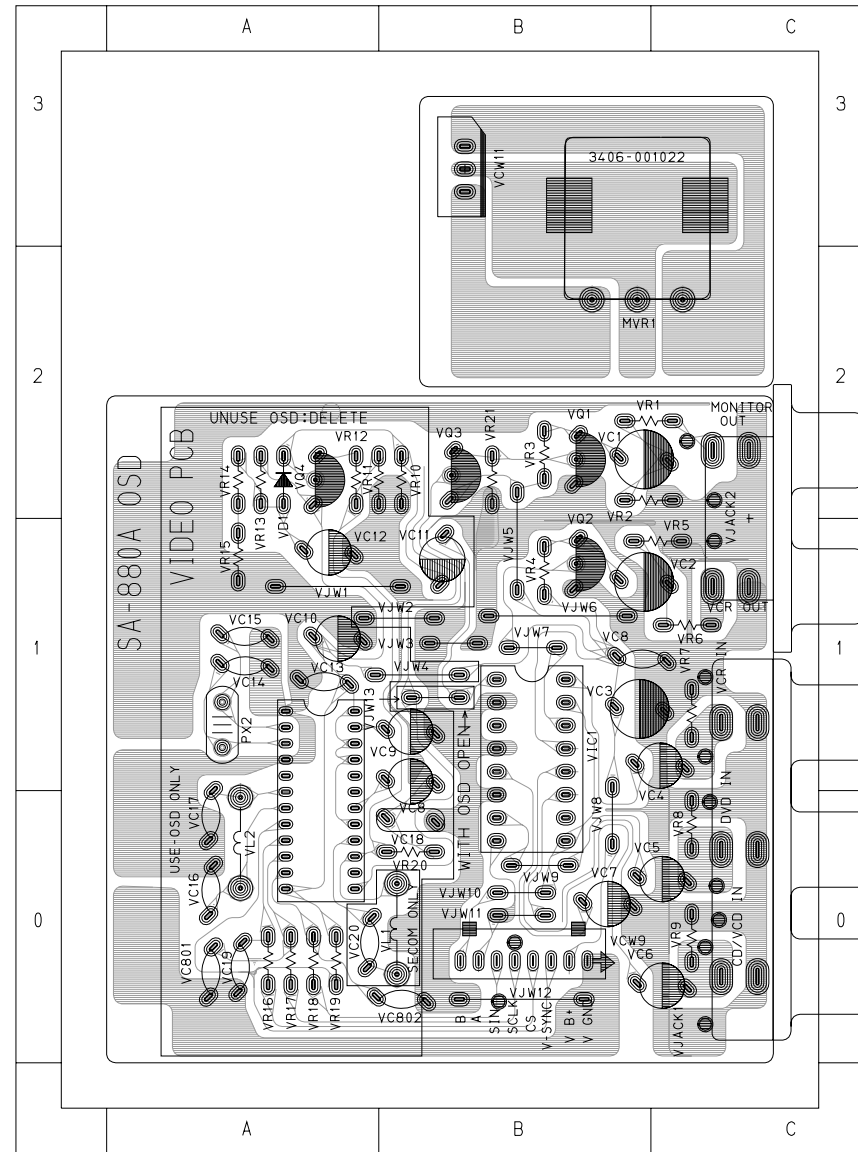 A B C
3 3
VCW11
3406-001022
MVR1
2 2
UNUSE OSD:DELETE
SA-880A OSD
VIDEO PCB
VR14
VR13
VD1
VQ4
VR12
VR11
VR10
VQ3
VR21
VR3
VQ1
VC1
VR1
MONITOR
OUT
VR2
VJACK2
+
VR15
VC12
VC11
VJW5
VQ2
VR4
VR5
VC2
VJW1
VJW2
VJW6
VCR OUT
VC15
VC10
VJW3
VJW7
VC8
VR6
1 1
VR7
VCR IN
VC14
VC13
VJW4
VJW13
PX2
VC9
VC3
VIC1
WITH OSD OPEN
VC4
USE-OSD ONLY
VC17
VL2
VC8
VJW8
VR8
DVD IN
VC18
VR20
VJW9
VC5
VC16
VJW10
VC7
SECOM ONLY
VJW11
0 0
VC20
VL1
VR9
CD/VCD IN
VC801
VC19
VCW9
VC6
VR16
VR17
VR18
VR19
VC802
VJW12
VJACK1
B
A
SIN
SCLK
CS
V-SYNC
V B+
V GND
A B C